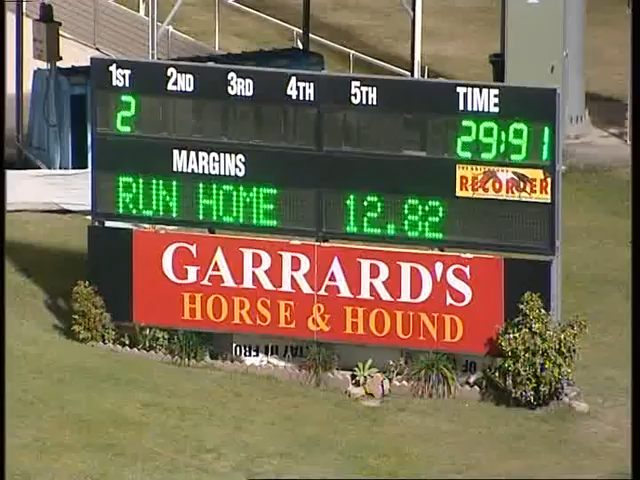 1ST 2ND 3RD 4TH 5TH TIME
2 29:91
MARGINS
RECORDER
RUN HOME 12.82
GARRARD'S
HORSE & HOUND